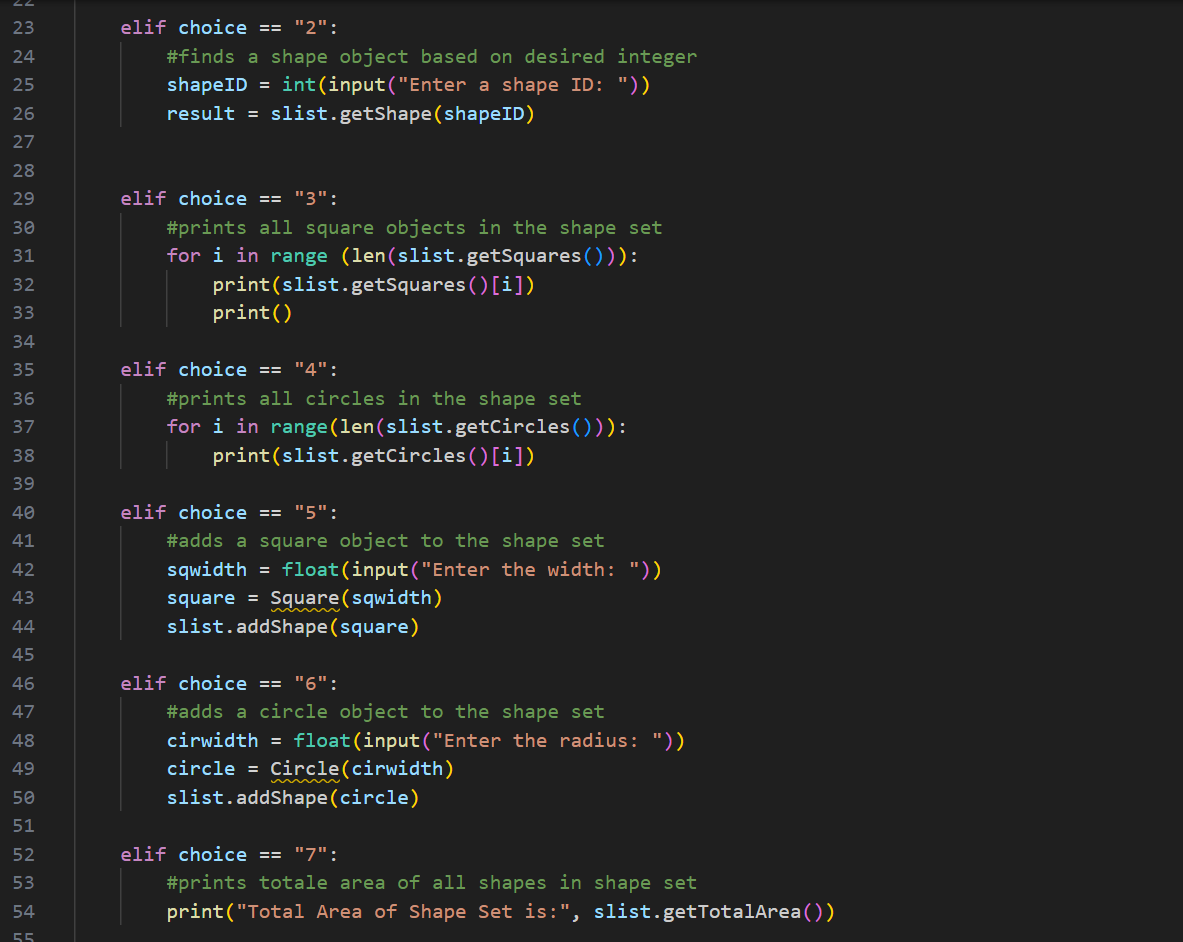 22
23 elif choice == "2":
24 #finds a shape object based on desired integer
25 shapeID = int(input("Enter a shape ID: "))
26 result = slist.getShape(shapeID)
27
28
29 elif choice == "3":
30 #prints all square objects in the shape set
31 for i in range (len(slist.getSquares())):
32 print(slist.getSquares()[i])
33 print()
34
35 elif choice == "4":
36 #prints all circles in the shape set
37 for i in range(len(slist.getCircles())):
38 print(slist.getCircles()[i])
39
40 elif choice == "5":
41 #adds a square object to the shape set
42 sqwidth = float(input("Enter the width: "))
43 square = Square(sqwidth)
44 slist.addShape(square)
45
46 elif choice == "6":
47 #adds a circle object to the shape set
48 cirwidth = float(input("Enter the radius: "))
49 circle = Circle(cirwidth)
50 slist.addShape(circle)
51
52 elif choice == "7":
53 #prints totale area of all shapes in shape set
54 print("Total Area of Shape Set is:", slist.getTotalArea())
55